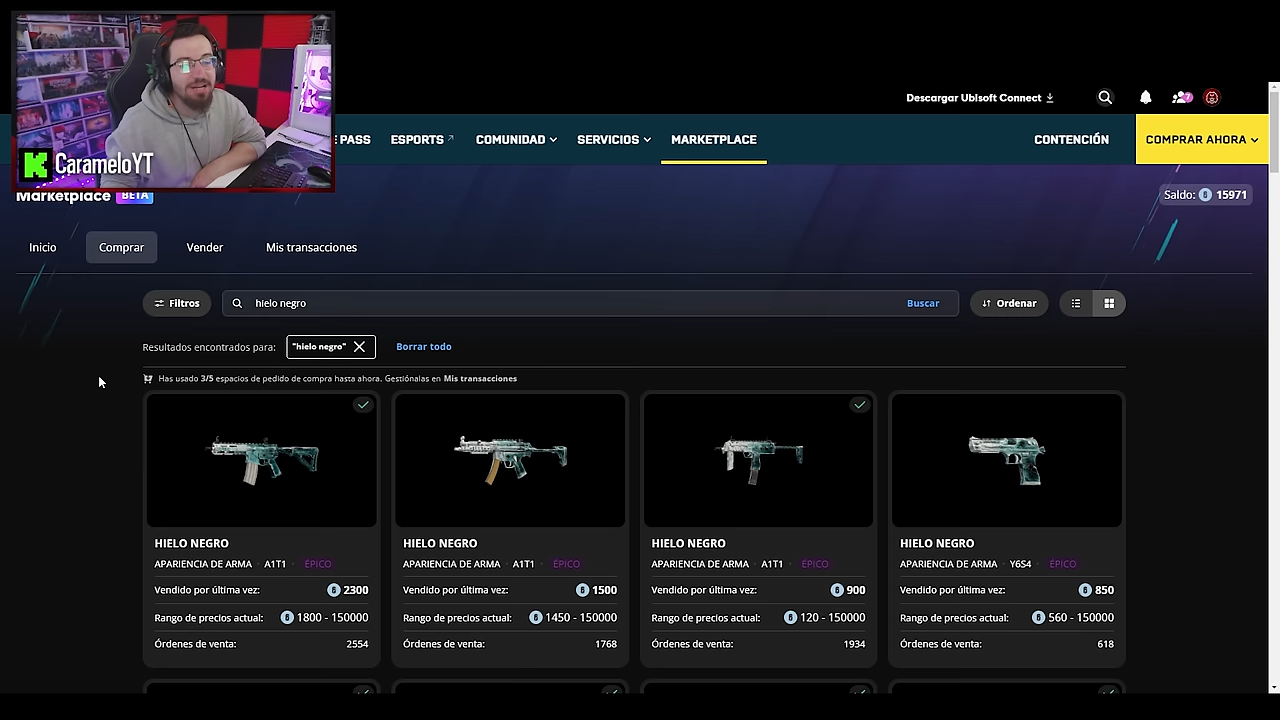 CarameloYT
Descargar Ubisoft Connect
7
PASS
ESPORTS
COMUNIDAD
SERVICIOS
MARKETPLACE
CONTENCIÓN
COMPRAR AHORA
Marketplace BETA
Saldo: 15971
Inicio
Comprar
Vender
Mis transacciones
Filtros
hielo negro
Buscar
Ordenar
Resultados encontrados para: "hielo negro" Borrar todo
Has usado 3/5 espacios de pedido de compra hasta ahora. Gestiónalas en Mis transacciones
HIELO NEGRO
APARIENCIA DE ARMA · A1T1 · ÉPICO
Vendido por última vez: 2300
Rango de precios actual: 1800 - 150000
Órdenes de venta: 2554
HIELO NEGRO
APARIENCIA DE ARMA · A1T1 · ÉPICO
Vendido por última vez: 1500
Rango de precios actual: 1450 - 150000
Órdenes de venta: 1768
HIELO NEGRO
APARIENCIA DE ARMA · A1T1 · ÉPICO
Vendido por última vez: 900
Rango de precios actual: 120 - 150000
Órdenes de venta: 1934
HIELO NEGRO
APARIENCIA DE ARMA · Y6S4 · ÉPICO
Vendido por última vez: 850
Rango de precios actual: 560 - 150000
Órdenes de venta: 618